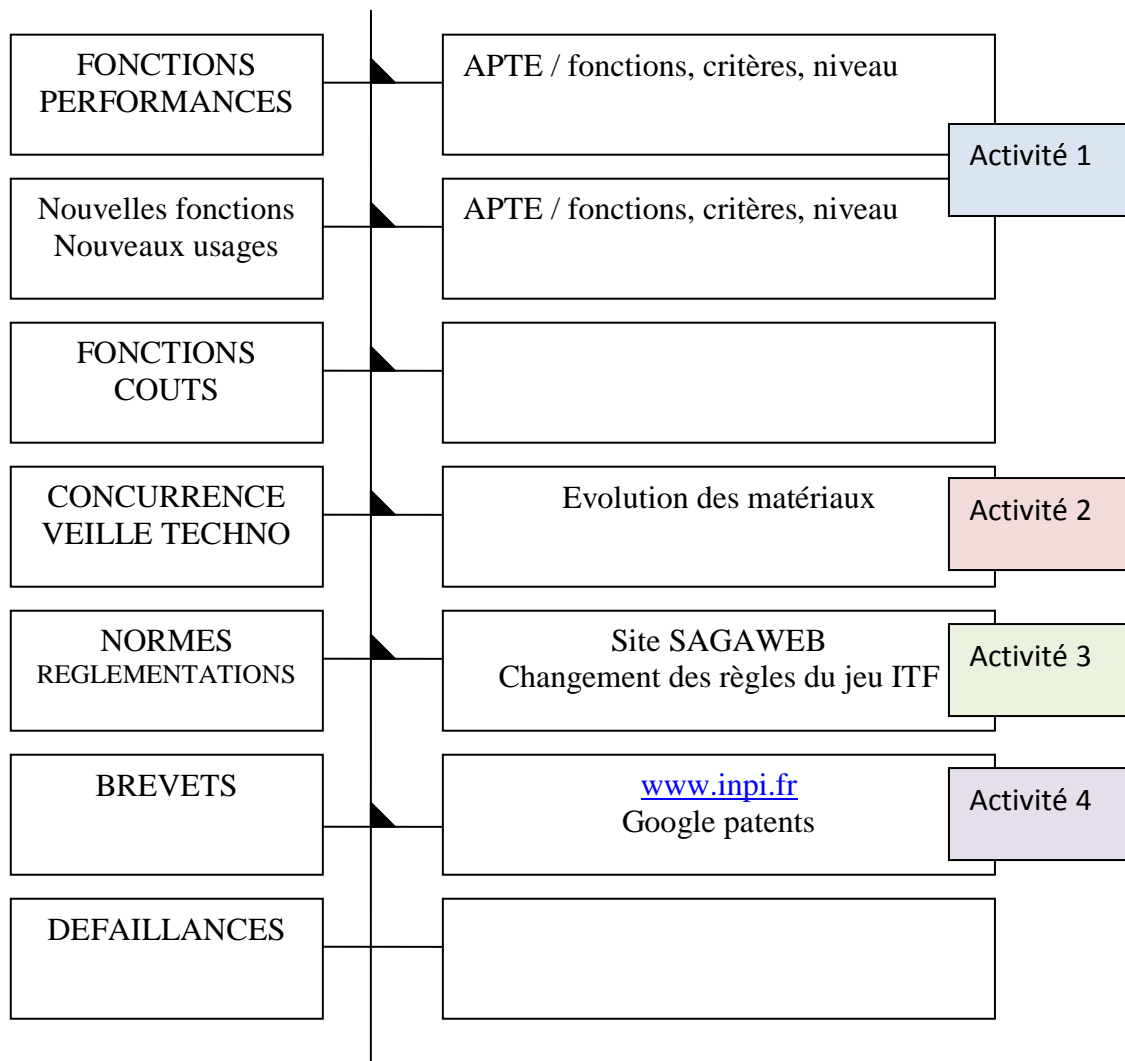 FONCTIONS
PERFORMANCES
APTE / fonctions, critères, niveau
Activité 1
Nouvelles fonctions
Nouveaux usages
APTE / fonctions, critères, niveau
FONCTIONS
COUTS
CONCURRENCE
VEILLE TECHNO
Evolution des matériaux
Activité 2
NORMES
REGLEMENTATIONS
Site SAGAWEB
Changement des règles du jeu ITF
Activité 3
BREVETS
www.inpi.fr
Google patents
Activité 4
DEFAILLANCES